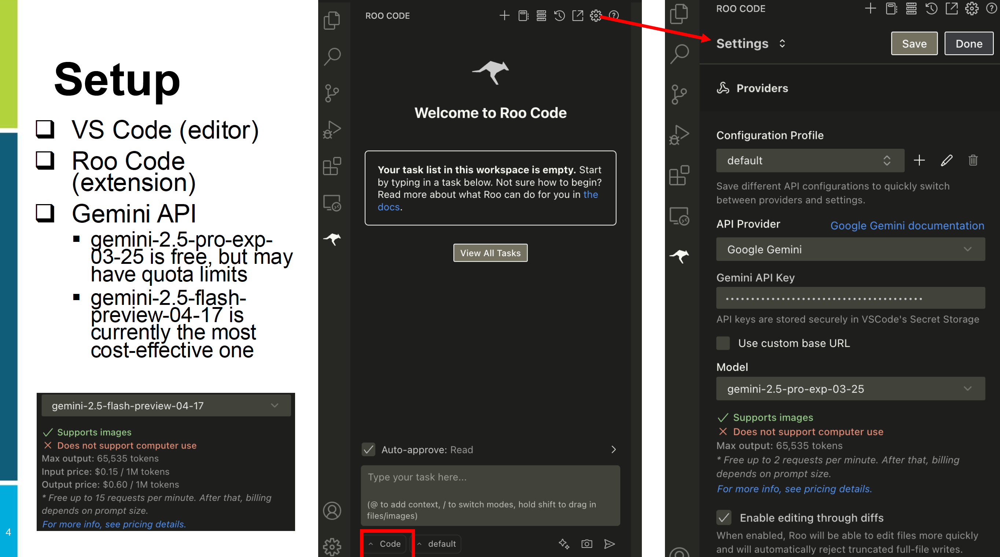 Setup
VS Code (editor)
Roo Code
(extension)
Gemini API
gemini-2.5-pro-exp-
03-25 is free, but may
have quota limits
gemini-2.5-flash-
preview-04-17 is
currently the most
cost-effective one
gemini-2.5-flash-preview-04-17
Supports images
Does not support computer use
Max output: 65,535 tokens
Input price: $0.15 / 1M tokens
Output price: $0.60 / 1M tokens
* Free up to 15 requests per minute. After that, billing
depends on prompt size.
For more info, see pricing details.
4
ROO CODE
Welcome to Roo Code
Your task list in this workspace is empty. Start
by typing in a task below. Not sure how to begin?
Read more about what Roo can do for you in the
docs.
View All Tasks
Auto-approve: Read
Type your task here...
(@ to add context, / to switch modes, hold shift to drag in
files/images)
Code
default
ROO CODE
Settings
Save
Done
Providers
Configuration Profile
default
Save different API configurations to quickly switch
between providers and settings.
API Provider
Google Gemini documentation
Google Gemini
Gemini API Key
API keys are stored securely in VSCode's Secret Storage
Use custom base URL
Model
gemini-2.5-pro-exp-03-25
Supports images
Does not support computer use
Max output: 65,535 tokens
* Free up to 2 requests per minute. After that, billing
depends on prompt size.
For more info, see pricing details.
Enable editing through diffs
When enabled, Roo will be able to edit files more quickly
and will automatically reject truncated full-file writes.